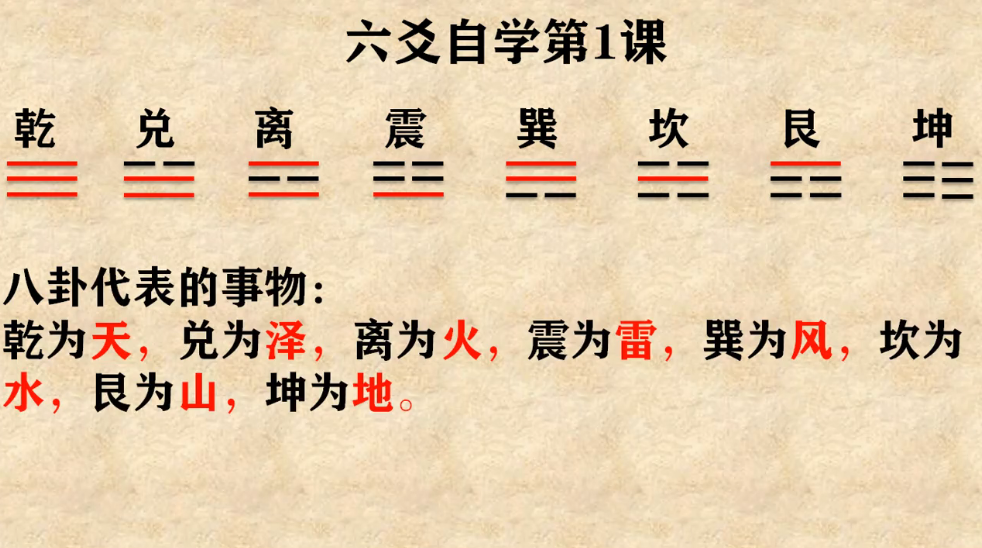 六爻自学第1课
乾 兑 离 震 巽 坎 艮 坤
八卦代表的事物：
乾为天，兑为泽，离为火，震为雷，巽为风，坎为
水，艮为山，坤为地。